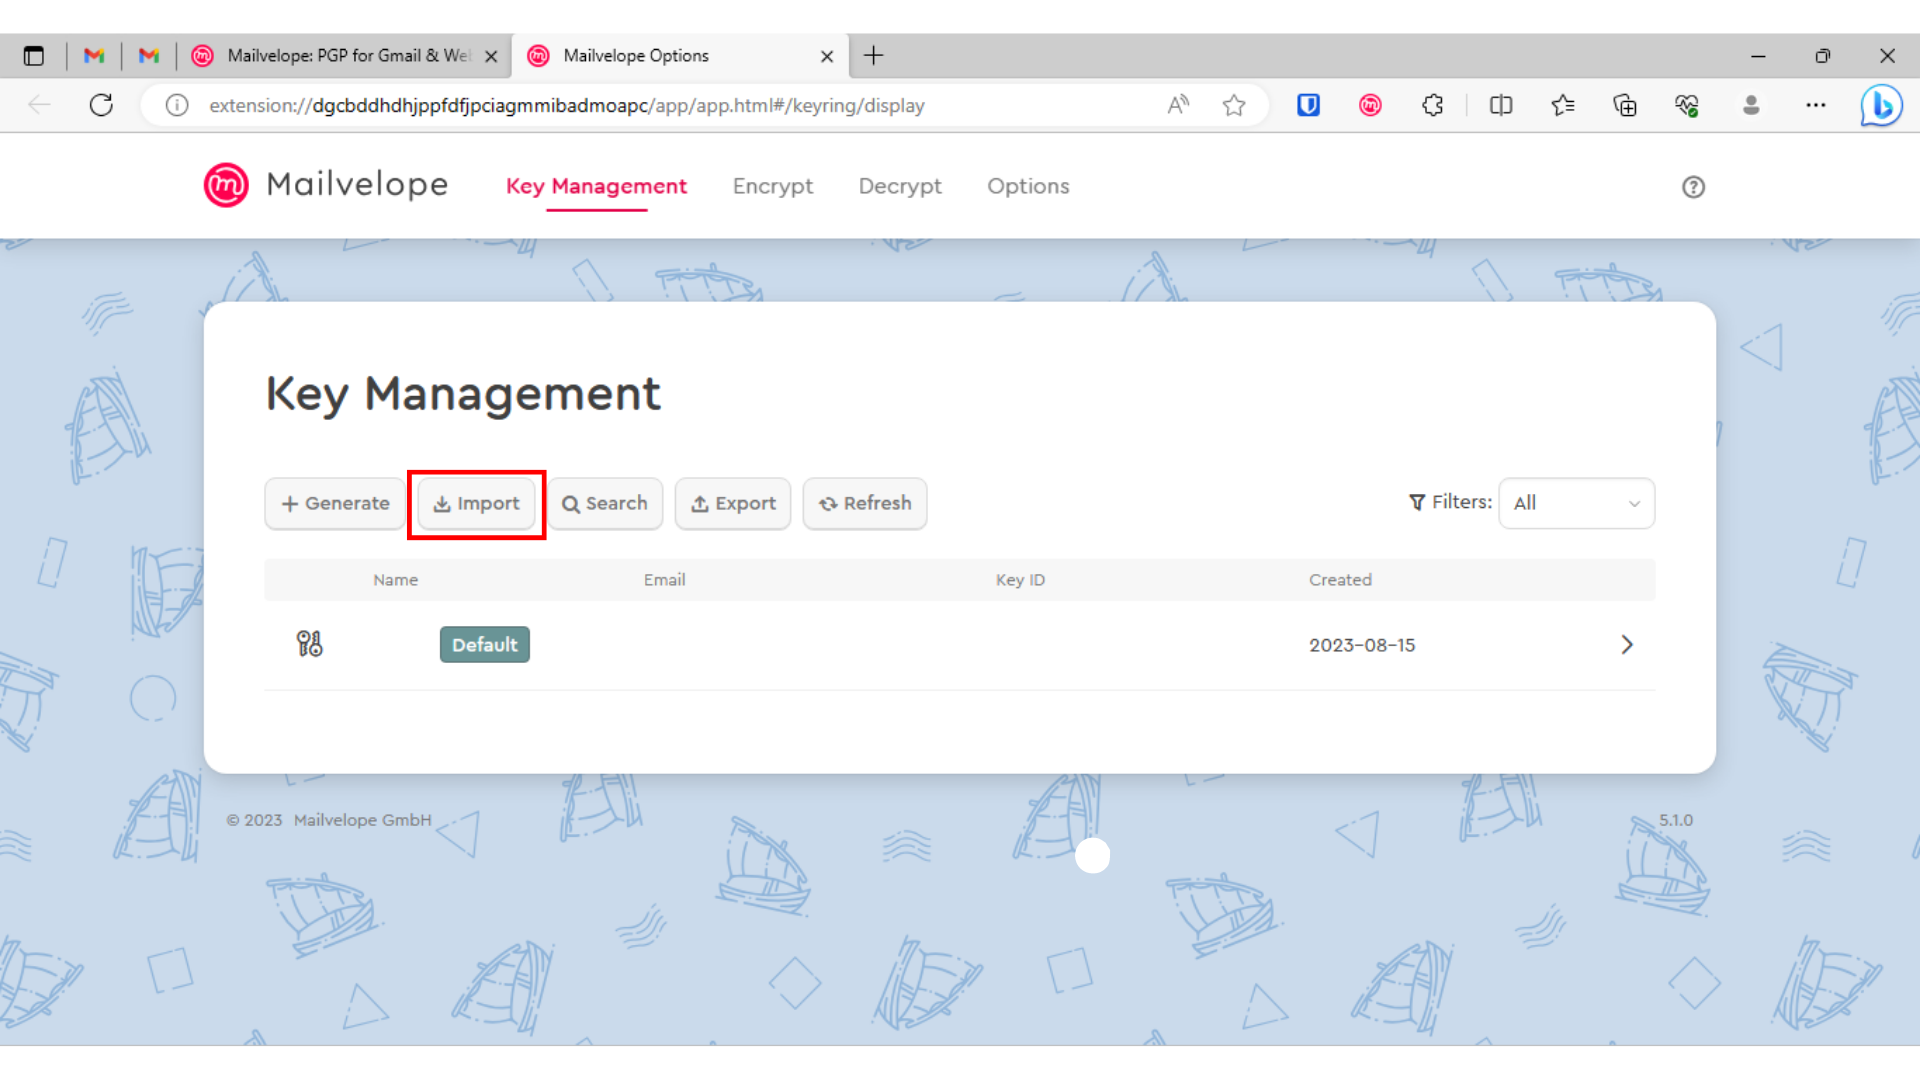 Mailvelope: PGP for Gmail & We
Mailvelope Options
extension://dgcbddhdhjppfdfjpciagmmibadmoapc/app/app.html#/keyring/display
Mailvelope
Key Management
Encrypt
Decrypt
Options
Key Management
Generate
Import
Search
Export
Refresh
Filters:
All
Name
Email
Key ID
Created
Default
2023-08-15
© 2023 Mailvelope GmbH
5.1.0